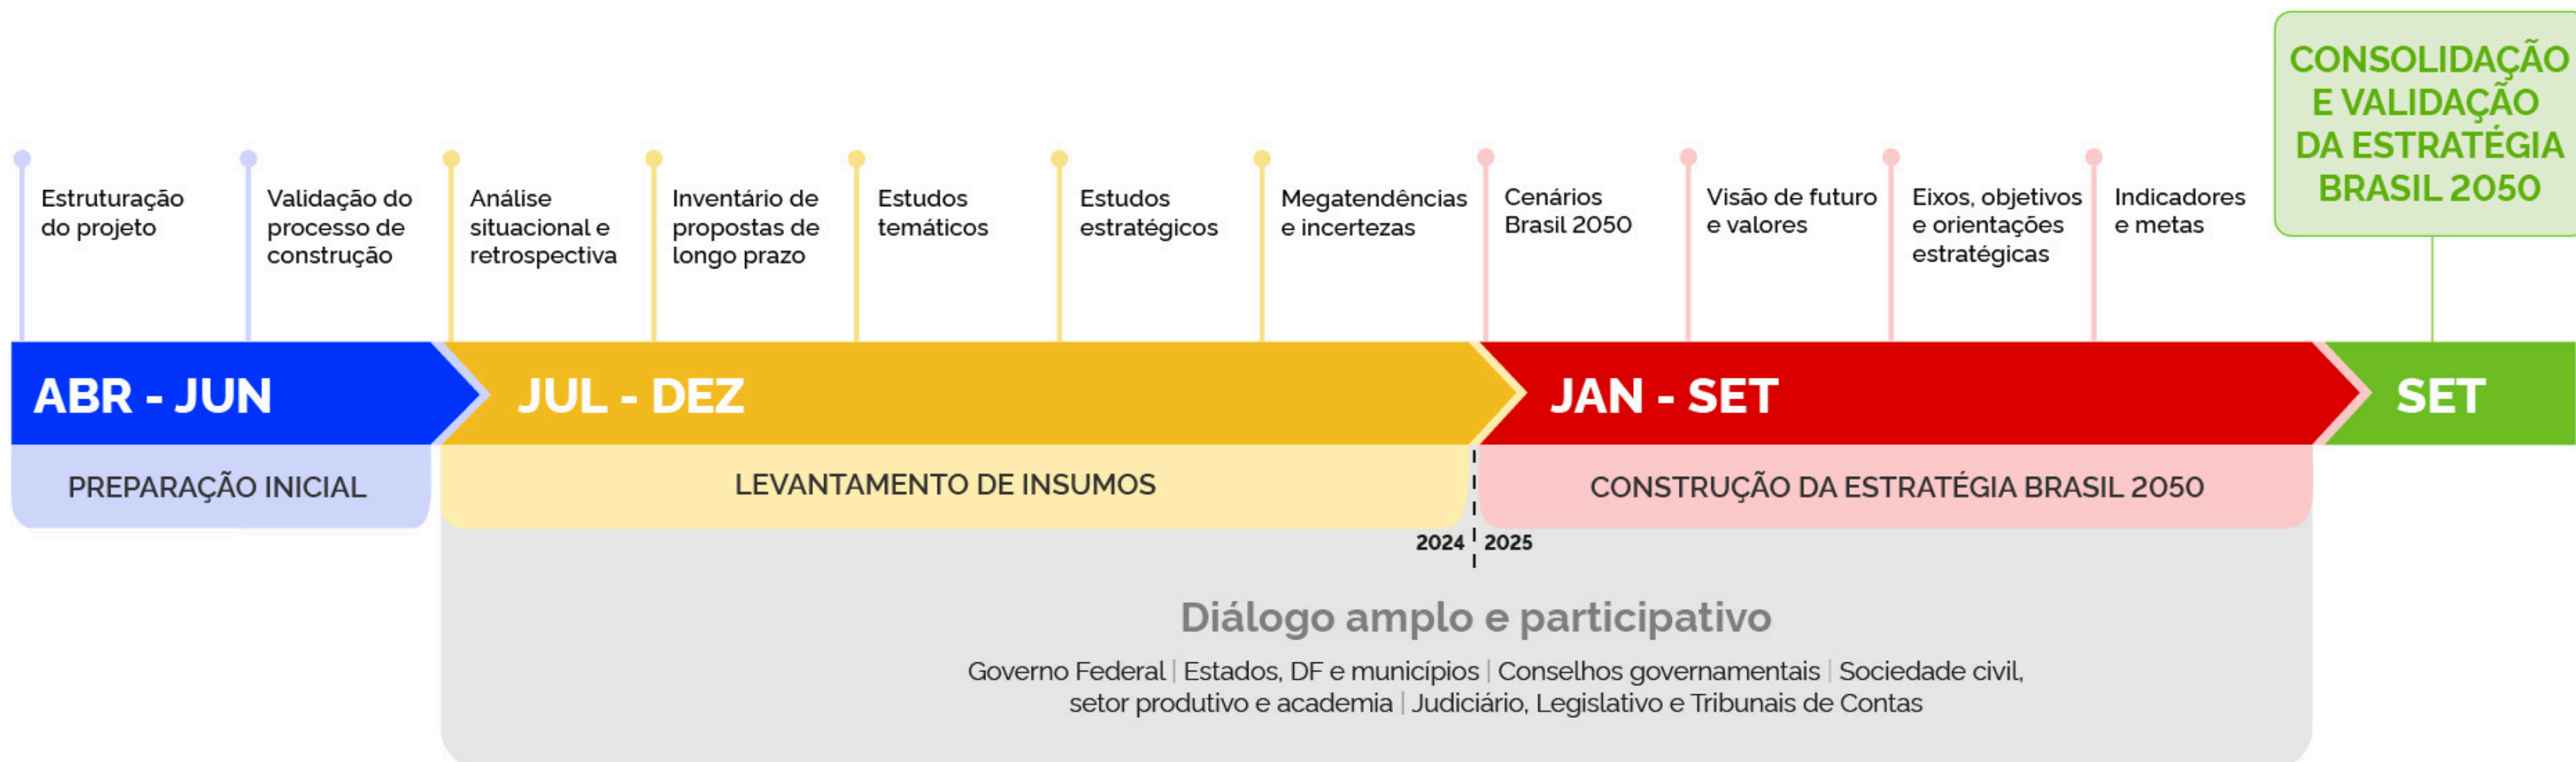 CONSOLIDAÇÃO
E VALIDAÇÃO
DA ESTRATÉGIA
BRASIL 2050
Estruturação
do projeto
Validação do
processo de
construção
Análise
situacional e
retrospectiva
Inventário de
propostas de
longo prazo
Estudos
temáticos
Estudos
estratégicos
Megatendências
e incertezas
Cenários
Brasil 2050
Visão de futuro
e valores
Eixos, objetivos
e orientações
estratégicas
Indicadores
e metas
ABR - JUN
JUL - DEZ
JAN - SET
SET
PREPARAÇÃO INICIAL
LEVANTAMENTO DE INSUMOS
CONSTRUÇÃO DA ESTRATÉGIA BRASIL 2050
2024
2025
Diálogo amplo e participativo
Governo Federal | Estados, DF e municípios | Conselhos governamentais | Sociedade civil,
setor produtivo e academia | Judiciário, Legislativo e Tribunais de Contas